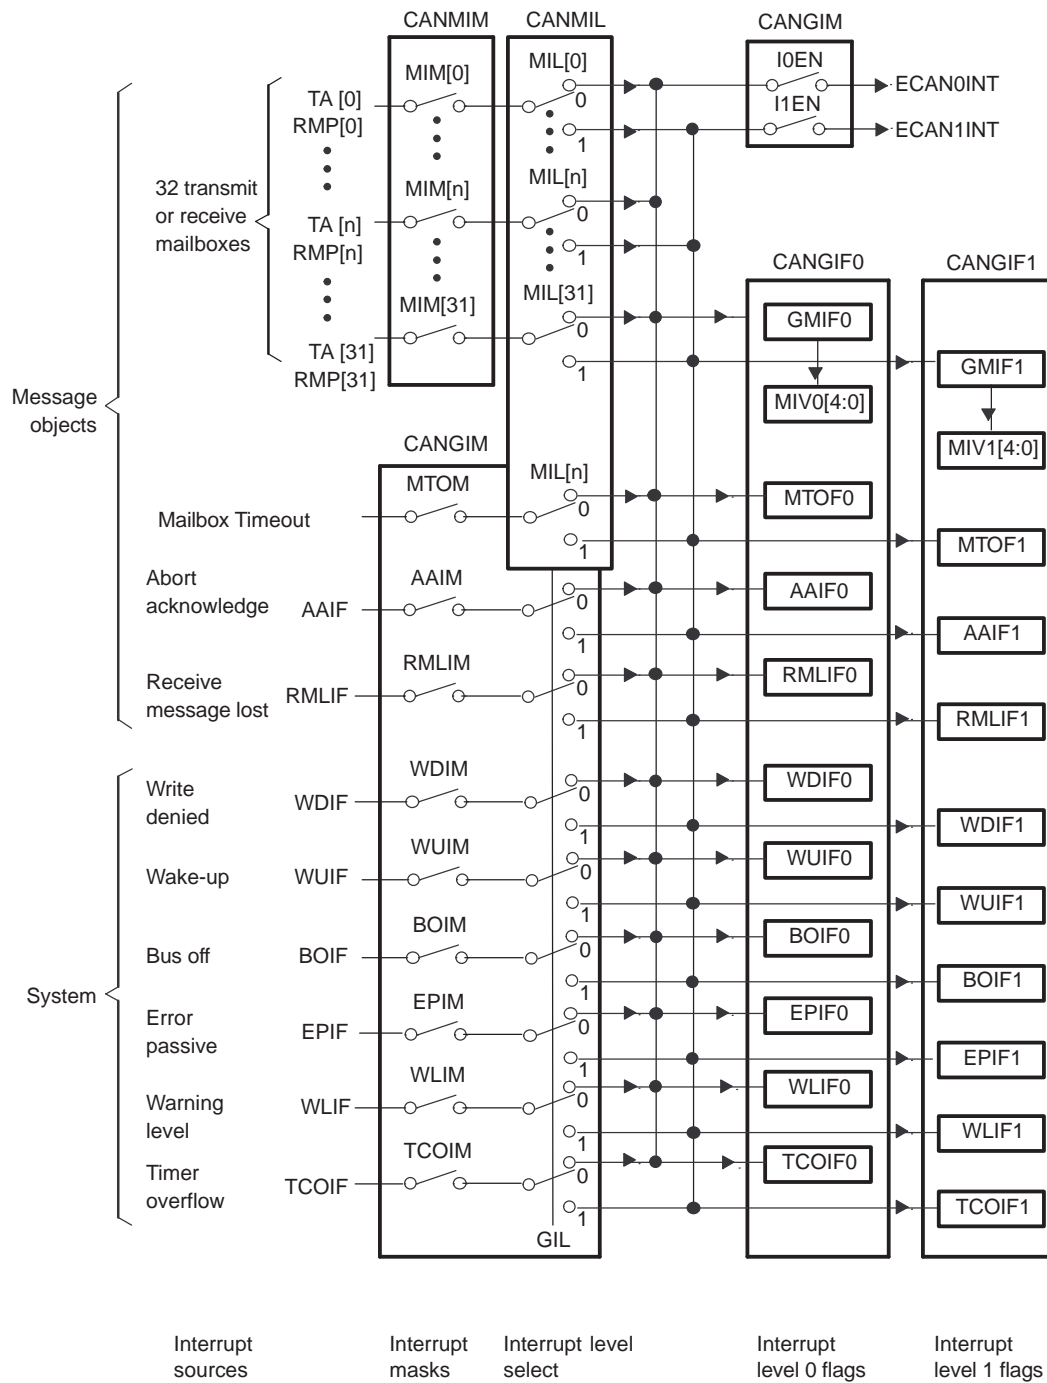 CANMIM CANMIL CANGIM
MIM[0] MIL[0] I0EN
TA [0] 0 ECAN0INT
RMP[0] I1EN
1 ECAN1INT
32 transmit
or receive
mailboxes
MIM[n] MIL[n]
TA [n] 0
RMP[n] 1
CANGIF0 CANGIF1
MIM[31] MIL[31]
0 GMIF0
TA [31] 1 GMIF1
RMP[31]
MIV0[4:0]
MIV1[4:0]
Message
objects
CANGIM
MTOM MIL[n]
Mailbox Timeout 0 MTOF0
1 MTOF1
Abort
acknowledge
AAIF AAIM 0 AAIF0
1 AAIF1
Receive
message lost
RMLIF RMLIM 0 RMLIF0
1 RMLIF1
System
Write
denied
WDIF WDIM 0 WDIF0
1 WDIF1
Wake-up WUIF WUIM 0 WUIF0
1 WUIF1
Bus off BOIF BOIM 0 BOIF0
1 BOIF1
Error
passive
EPIF EPIM 0 EPIF0
1 EPIF1
Warning
level
WLIF WLIM 0 WLIF0
1 WLIF1
Timer
overflow
TCOIF TCOIM 0 TCOIF0
1 TCOIF1
GIL
Interrupt
sources
Interrupt
masks
Interrupt level
select
Interrupt
level 0 flags
Interrupt
level 1 flags